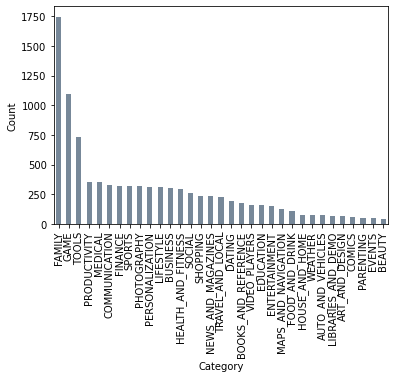 1750
1500
1250
1000
750
500
250
0
Count
FAMILY
GAME
TOOLS
PRODUCTIVITY
MEDICAL
COMMUNICATION
FINANCE
SPORTS
PHOTOGRAPHY
PERSONALIZATION
LIFESTYLE
BUSINESS
HEALTH_AND_FITNESS
SOCIAL
SHOPPING
NEWS_AND_MAGAZINES
TRAVEL_AND_LOCAL
DATING
BOOKS_AND_REFERENCE
VIDEO_PLAYERS
EDUCATION
ENTERTAINMENT
MAPS_AND_NAVIGATION
FOOD_AND_DRINK
HOUSE_AND_HOME
WEATHER
AUTO_AND_VEHICLES
LIBRARIES_AND_DEMO
ART_AND_DESIGN
COMICS
PARENTING
EVENTS
BEAUTY
Category